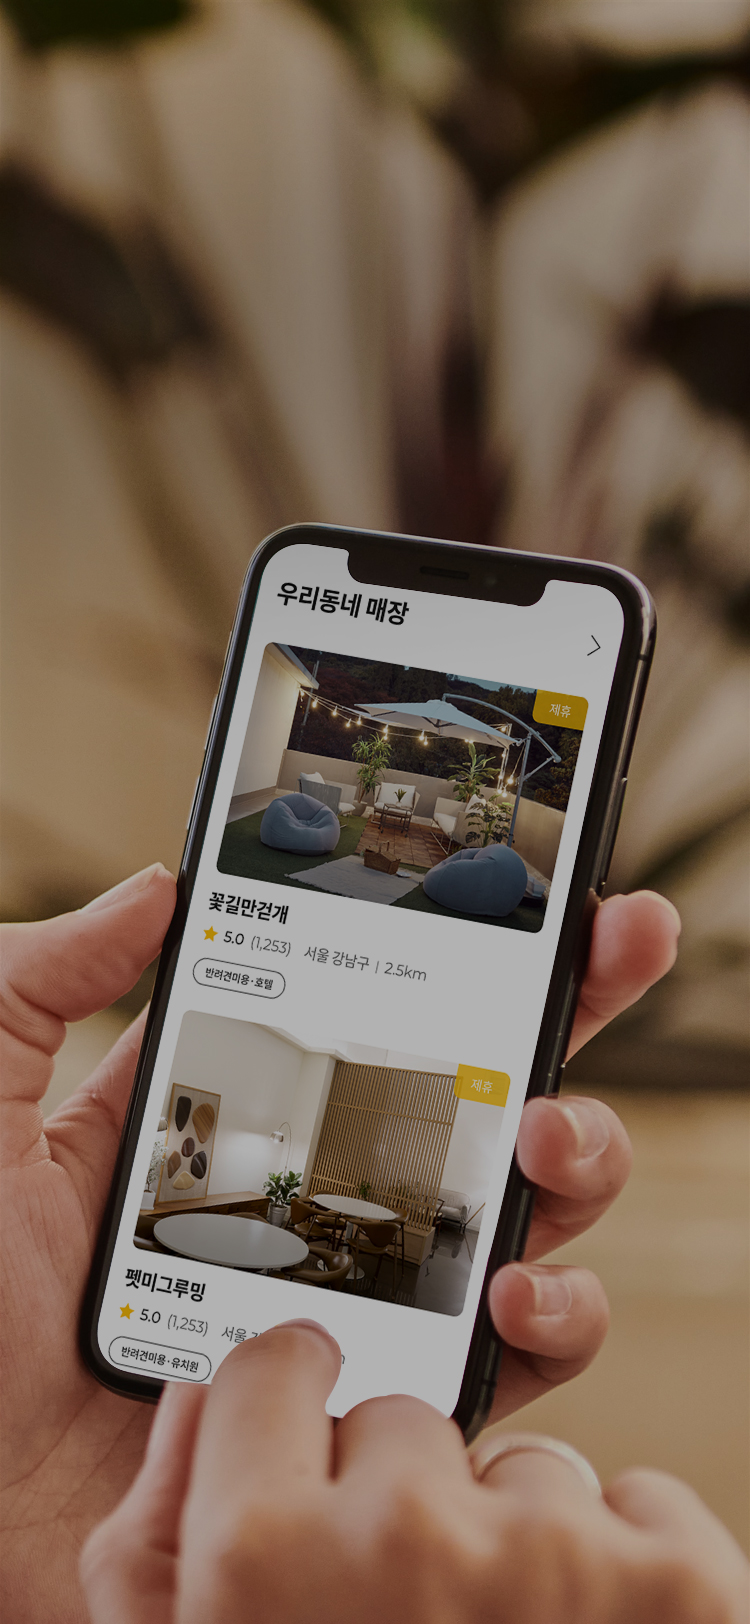 우리동네 매장
제휴
꽃길만걷개
5.0 (1,253) 서울 강남구 | 2.5km
반려견미용·호텔
제휴
펫미그루밍
5.0 (1,253) 서울
반려견미용·유치원